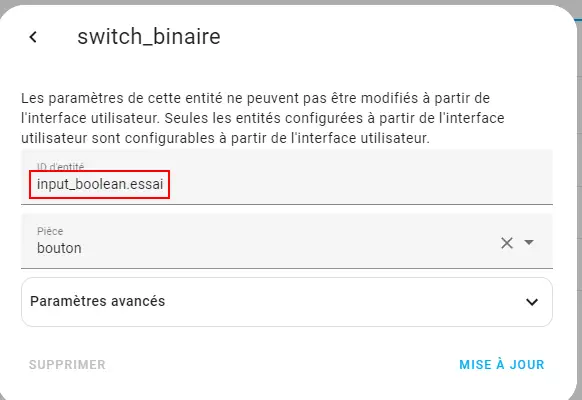 switch_binaire
Les paramètres de cette entité ne peuvent pas être modifiés à partir de
l'interface utilisateur. Seules les entités configurées à partir de l'interface
utilisateur sont configurables à partir de l'interface utilisateur.
ID d'entité
input_boolean.essai
Pièce
bouton
Paramètres avancés
SUPPRIMER
MISE À JOUR